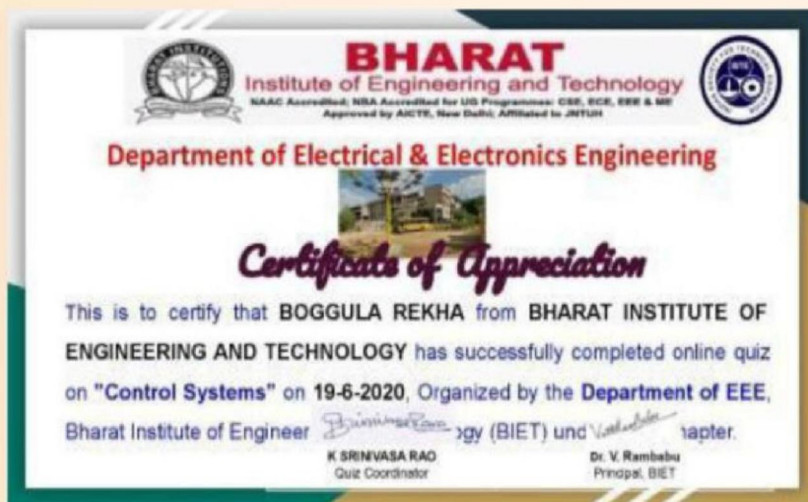 BHARAT
Institute of Engineering and Technology
NAAC Accredited; NBA Accredited for UG Programmes: CSE, ECE, EEE & ME
Approved by AICTE, New Delhi; Affiliated to JNTUH
BHARAT INSTITUTIONS
Department of Electrical & Electronics Engineering
Certificate of Appreciation
This is to certify that BOGGULA REKHA from BHARAT INSTITUTE OF
ENGINEERING AND TECHNOLOGY has successfully completed online quiz
on "Control Systems" on 19-6-2020, Organized by the Department of EEE,
Bharat Institute of Engineer ogy (BIET) und hapter.
K SRINIVASA RAO
Quiz Coordinator
Dr. V. Rambabu
Principal, BIET